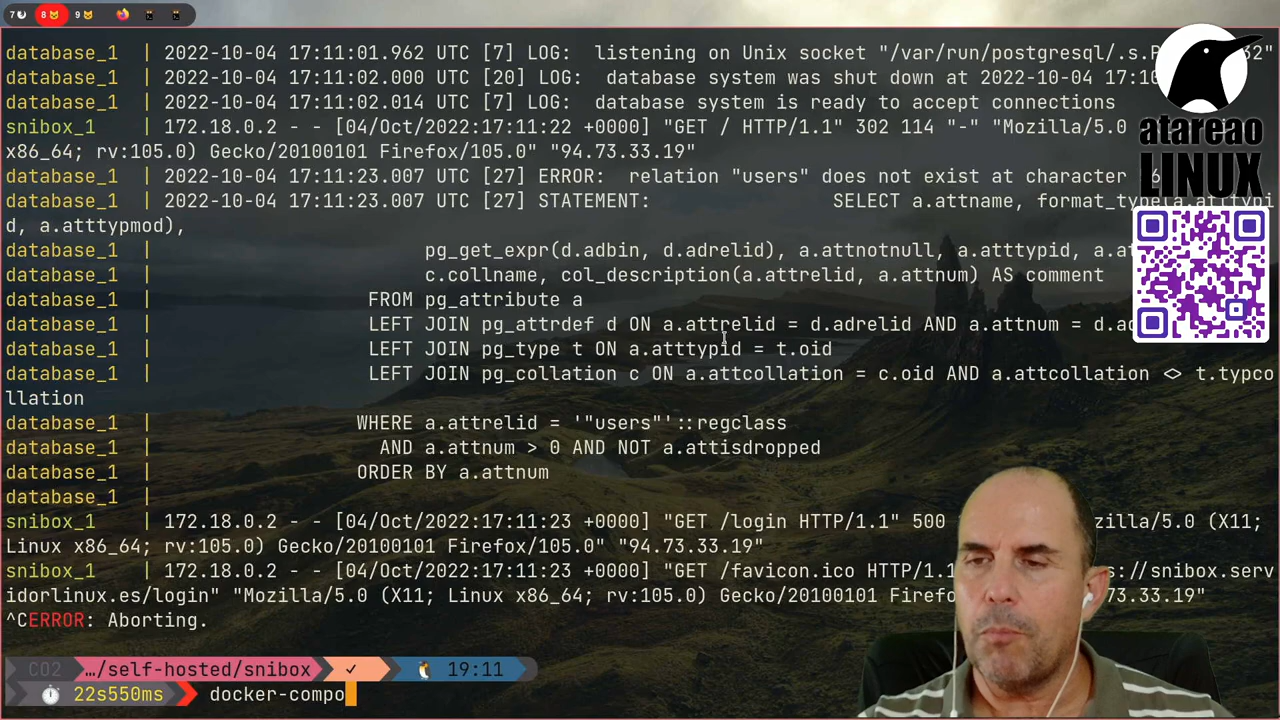 7 8 9
database_1 | 2022-10-04 17:11:01.962 UTC [7] LOG: listening on Unix socket "/var/run/postgresql/.s.P 32"
database_1 | 2022-10-04 17:11:02.000 UTC [20] LOG: database system was shut down at 2022-10-04 17:10
database_1 | 2022-10-04 17:11:02.014 UTC [7] LOG: database system is ready to accept connections
snibox_1 | 172.18.0.2 - - [04/Oct/2022:17:11:22 +0000] "GET / HTTP/1.1" 302 114 "-" "Mozilla/5.0
x86_64; rv:105.0) Gecko/20100101 Firefox/105.0" "94.73.33.19"
database_1 | 2022-10-04 17:11:23.007 UTC [27] ERROR: relation "users" does not exist at character
database_1 | 2022-10-04 17:11:23.007 UTC [27] STATEMENT: SELECT a.attname, format_type(a.atttypi
d, a.atttypmod),
database_1 | pg_get_expr(d.adbin, d.adrelid), a.attnotnull, a.atttypid, a.at
database_1 | c.collname, col_description(a.attrelid, a.attnum) AS comment
database_1 | FROM pg_attribute a
database_1 | LEFT JOIN pg_attrdef d ON a.attrelid = d.adrelid AND a.attnum = d.ad
database_1 | LEFT JOIN pg_type t ON a.atttypid = t.oid
database_1 | LEFT JOIN pg_collation c ON a.attcollation = c.oid AND a.attcollation <> t.typco
llation
database_1 | WHERE a.attrelid = '"users"'::regclass
database_1 | AND a.attnum > 0 AND NOT a.attisdropped
database_1 | ORDER BY a.attnum
database_1 |
snibox_1 | 172.18.0.2 - - [04/Oct/2022:17:11:23 +0000] "GET /login HTTP/1.1" 500 zilla/5.0 (X11;
Linux x86_64; rv:105.0) Gecko/20100101 Firefox/105.0" "94.73.33.19"
snibox_1 | 172.18.0.2 - - [04/Oct/2022:17:11:23 +0000] "GET /favicon.ico HTTP/1.1 s://snibox.serv
idorlinux.es/login" "Mozilla/5.0 (X11; Linux x86_64; rv:105.0) Gecko/20100101 Firefo 73.33.19"
^CERROR: Aborting.
CO2 …/self-hosted/snibox ✓ 19:11
22s550ms docker-compo
atareao
LINUX